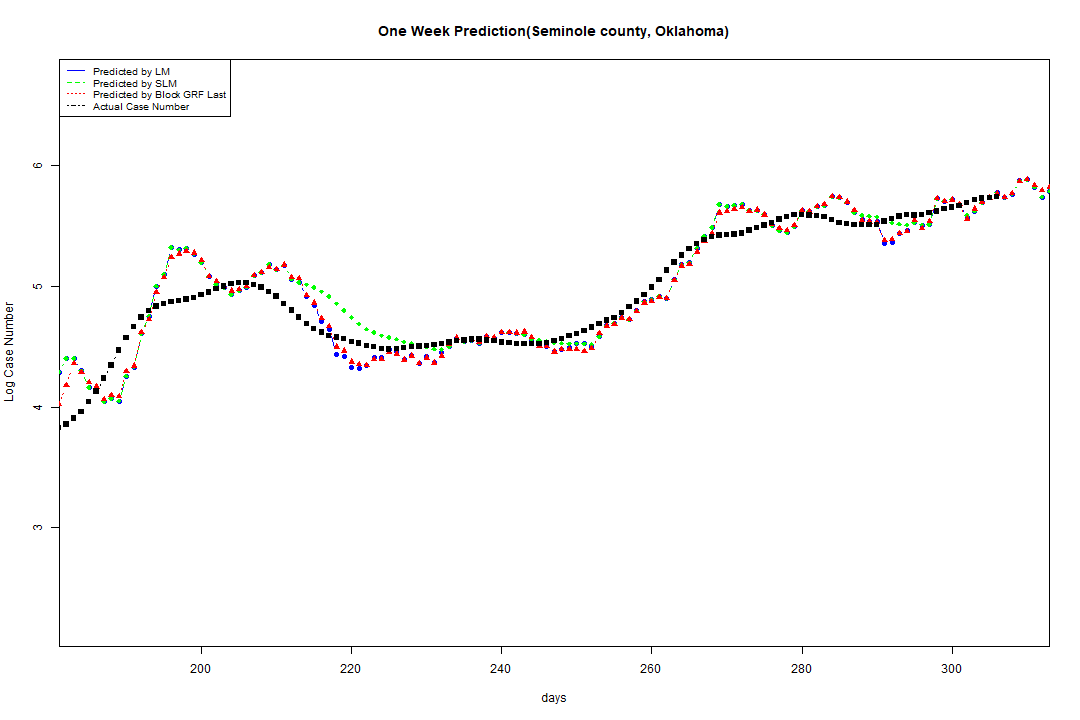 One Week Prediction(Seminole county, Oklahoma)
Predicted by LM
Predicted by SLM
Predicted by Block GRF Last
Actual Case Number
6
5
4
3
Log Case Number
200
220
240
260
280
300
days